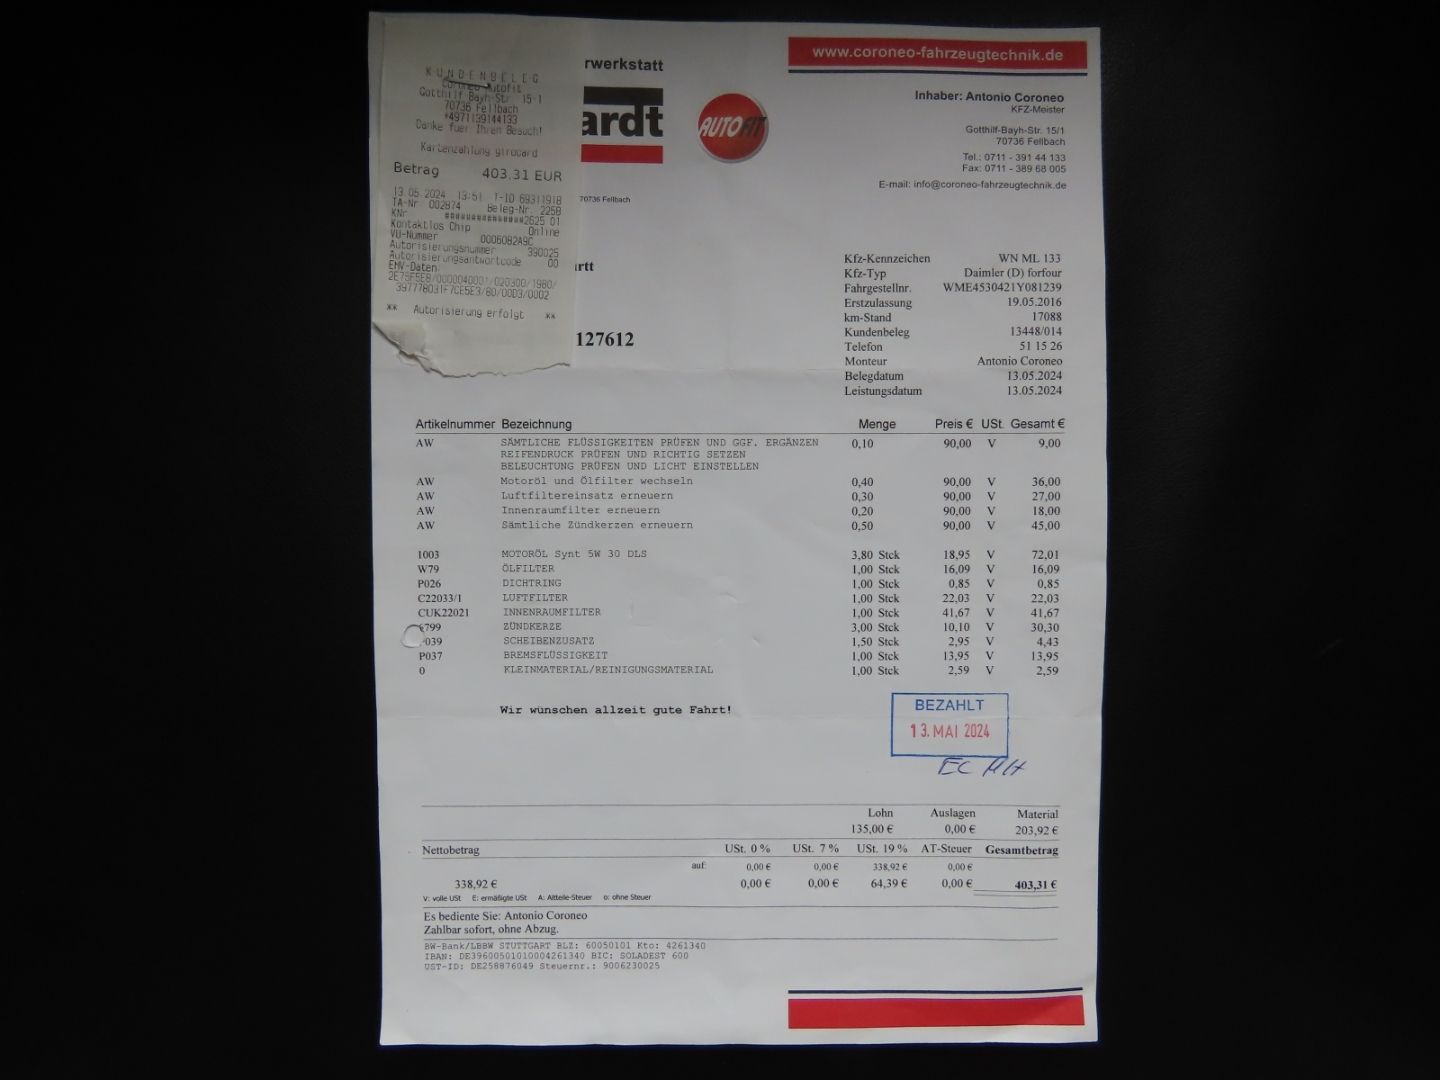 KUNDENBELEG
Coroneo Autofit
Gotthilf Bayh-Str. 15-1
70736 Fellbach
+4971139144133
Danke fuer Ihren Besuch!
Kartenzahlung girocard
Betrag 403,31 EUR
13.05.2024 13:51 T-ID 69311918
TA-Nr 002874 Beleg-Nr. 2258
KNr ##############2625 01
Kontaktlos Chip Online
VU-Nummer 0006082A9C
Autorisierungsnummer 390025
Autorisierungsantwortcode 00
EMV-Daten:
397778031F7CE5E3/80/00D3/0002
** Autorisierung erfolgt **
rwerkstatt
ardt
AUTOFIT
70736 Fellbach
rtt
127612
www.coroneo-fahrzeugtechnik.de
Inhaber: Antonio Coroneo
KFZ-Meister
Gotthilf-Bayh-Str. 15/1
70736 Fellbach
Tel.: 0711 - 391 44 133
Fax: 0711 - 389 68 005
E-mail: info@coroneo-fahrzeugtechnik.de
Kfz-Kennzeichen WN ML 133
Kfz-Typ Daimler (D) forfour
Fahrgestellnr. WME4530421Y081239
Erstzulassung 19.05.2016
km-Stand 17088
Kundenbeleg 13448/014
Telefon 51 15 26
Monteur Antonio Coroneo
Belegdatum 13.05.2024
Leistungsdatum 13.05.2024
Artikelnummer Bezeichnung Menge Preis € USt. Gesamt €
AW SÄMTLICHE FLÜSSIGKEITEN PRÜFEN UND GGF. ERGÄNZEN 0,10 90,00 V 9,00
REIFENDRUCK PRÜFEN UND RICHTIG SETZEN
BELEUCHTUNG PRÜFEN UND LICHT EINSTELLEN
AW Motoröl und Ölfilter wechseln 0,40 90,00 V 36,00
AW Luftfiltereinsatz erneuern 0,30 90,00 V 27,00
AW Innenraumfilter erneuern 0,20 90,00 V 18,00
AW Sämtliche Zündkerzen erneuern 0,50 90,00 V 45,00
1003 MOTORÖL Synt 5W 30 DLS 3,80 Stck 18,95 V 72,01
W79 ÖLFILTER 1,00 Stck 16,09 V 16,09
P026 DICHTRING 1,00 Stck 0,85 V 0,85
C22033/1 LUFTFILTER 1,00 Stck 22,03 V 22,03
CUK22021 INNENRAUMFILTER 1,00 Stck 41,67 V 41,67
6799 ZÜNDKERZE 3,00 Stck 10,10 V 30,30
039 SCHEIBENZUSATZ 1,50 Stck 2,95 V 4,43
P037 BREMSFLÜSSIGKEIT 1,00 Stck 13,95 V 13,95
0 KLEINMATERIAL/REINIGUNGSMATERIAL 1,00 Stck 2,59 V 2,59
Wir wünschen allzeit gute Fahrt!
BEZAHLT
13. MAI 2024
EC
Lohn Auslagen Material
135,00 € 0,00 € 203,92 €
Nettobetrag USt. 0 % USt. 7 % USt. 19 % AT-Steuer Gesamtbetrag
auf: 0,00 € 0,00 € 338,92 € 0,00 €
338,92 € 0,00 € 0,00 € 64,39 € 0,00 € 403,31 €
V: volle USt E: ermäßigte USt A: Altteile-Steuer o: ohne Steuer
Es bediente Sie: Antonio Coroneo
Zahlbar sofort, ohne Abzug.
BW-Bank/LBBW STUTTGART BLZ: 60050101 Kto: 4261340
IBAN: DE39600501010004261340 BIC: SOLADEST 600
UST-ID: DE258876049 Steuernr.: 9006230025